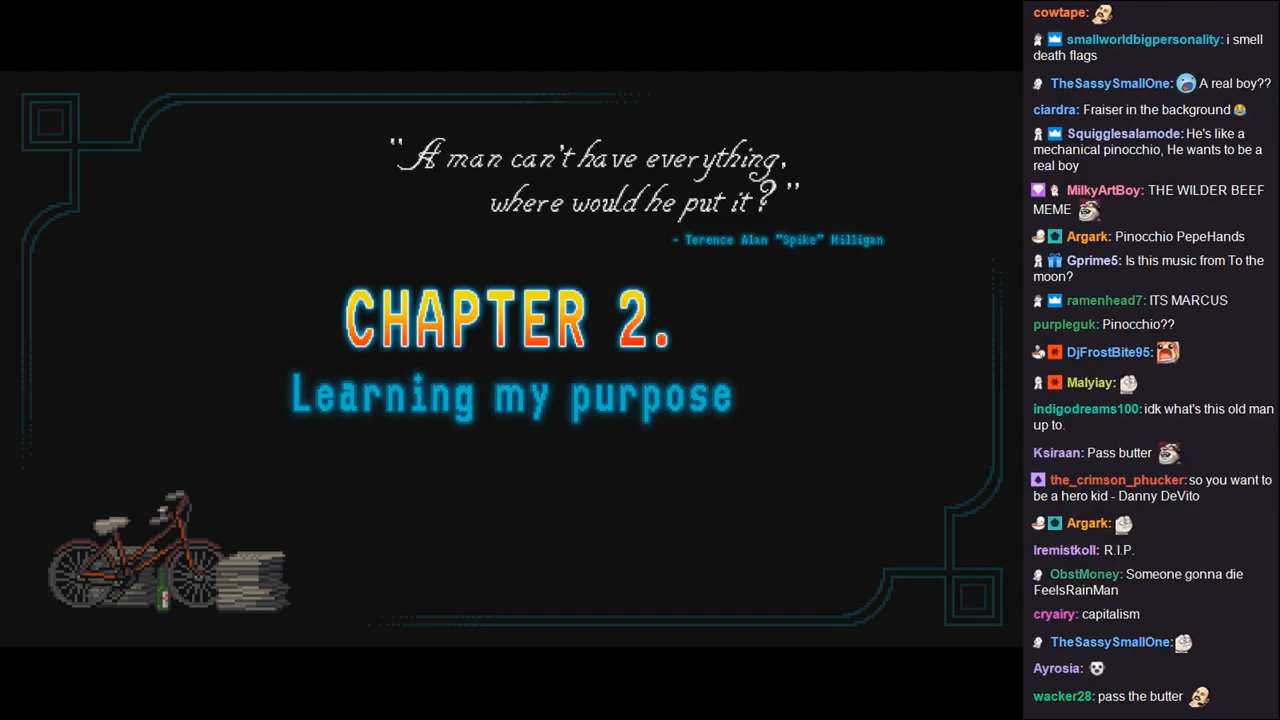 "A man can't have everything,
where would he put it?"
- Terence Alan "Spike" Milligan
CHAPTER 2.
Learning my purpose
cowtape:
smallworldbigpersonality: i smell
death flags
TheSassySmallOne: A real boy??
ciardra: Fraiser in the background
Squigglesalamode: He's like a
mechanical pinocchio, He wants to be a
real boy
MilkyArtBoy: THE WILDER BEEF
MEME
Argark: Pinocchio PepeHands
Gprime5: Is this music from To the
moon?
ramenhead7: ITS MARCUS
purpleguk: Pinocchio??
DjFrostBite95:
Malyiay:
indigodreams100: idk what's this old man
up to.
Ksiraan: Pass butter
the_crimson_phucker: so you want to
be a hero kid - Danny DeVito
Argark:
Iremistkoll: R.I.P.
ObstMoney: Someone gonna die
FeelsRainMan
cryairy: capitalism
TheSassySmallOne:
Ayrosia:
wacker28: pass the butter